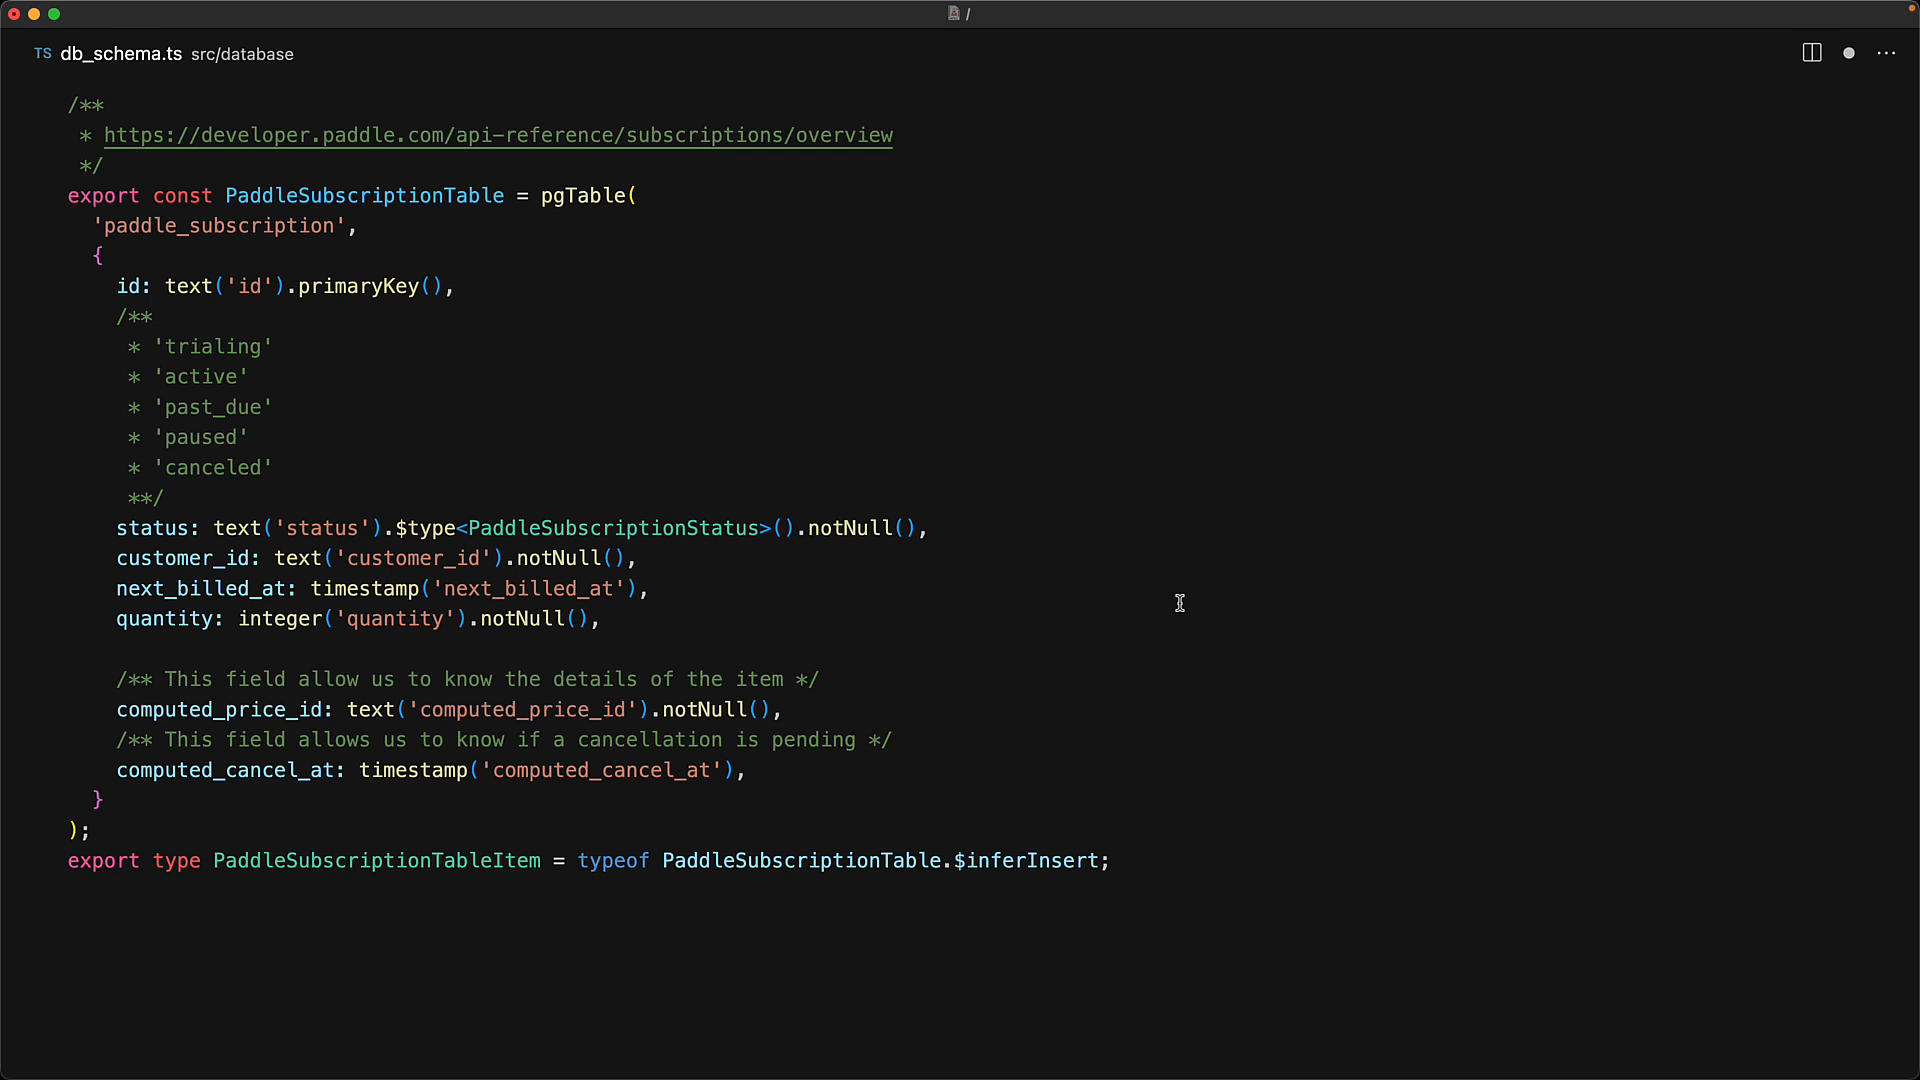 /
TS db_schema.ts src/database
/**
* https://developer.paddle.com/api-reference/subscriptions/overview
*/
export const PaddleSubscriptionTable = pgTable(
'paddle_subscription',
{
id: text('id').primaryKey(),
/**
* 'trialing'
* 'active'
* 'past_due'
* 'paused'
* 'canceled'
**/
status: text('status').$type<PaddleSubscriptionStatus>().notNull(),
customer_id: text('customer_id').notNull(),
next_billed_at: timestamp('next_billed_at'),
quantity: integer('quantity').notNull(),
/** This field allow us to know the details of the item */
computed_price_id: text('computed_price_id').notNull(),
/** This field allows us to know if a cancellation is pending */
computed_cancel_at: timestamp('computed_cancel_at'),
}
);
export type PaddleSubscriptionTableItem = typeof PaddleSubscriptionTable.$inferInsert;